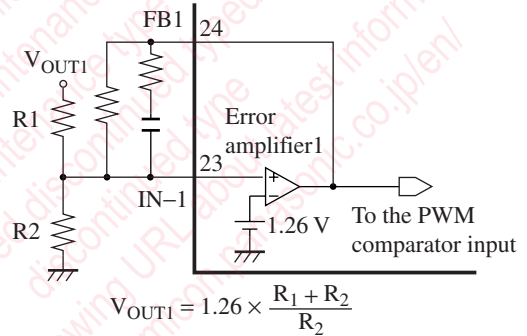 FB1
24
VOUT1
R1
Error
amplifier1
23
+
−
IN−1
1.26 V
R2
To the PWM
comparator input
VOUT1 = 1.26 × R1 + R2 / R2